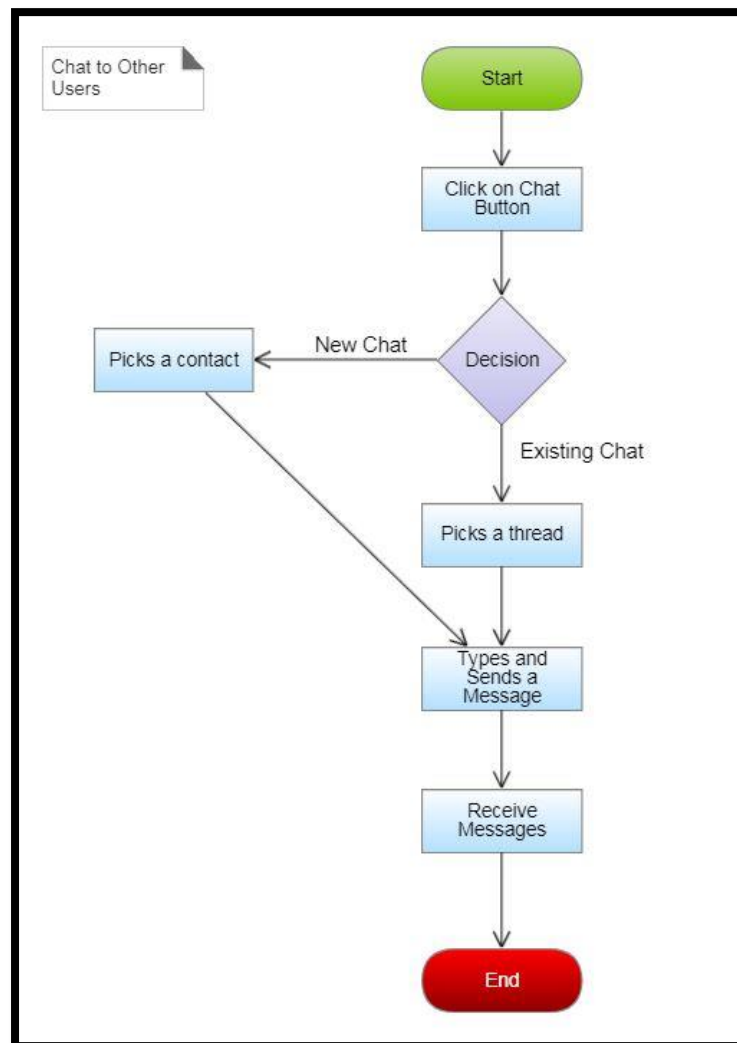 Chat to Other
Users
Start
Click on Chat
Button
Decision
New Chat
Picks a contact
Existing Chat
Picks a thread
Types and
Sends a
Message
Receive
Messages
End